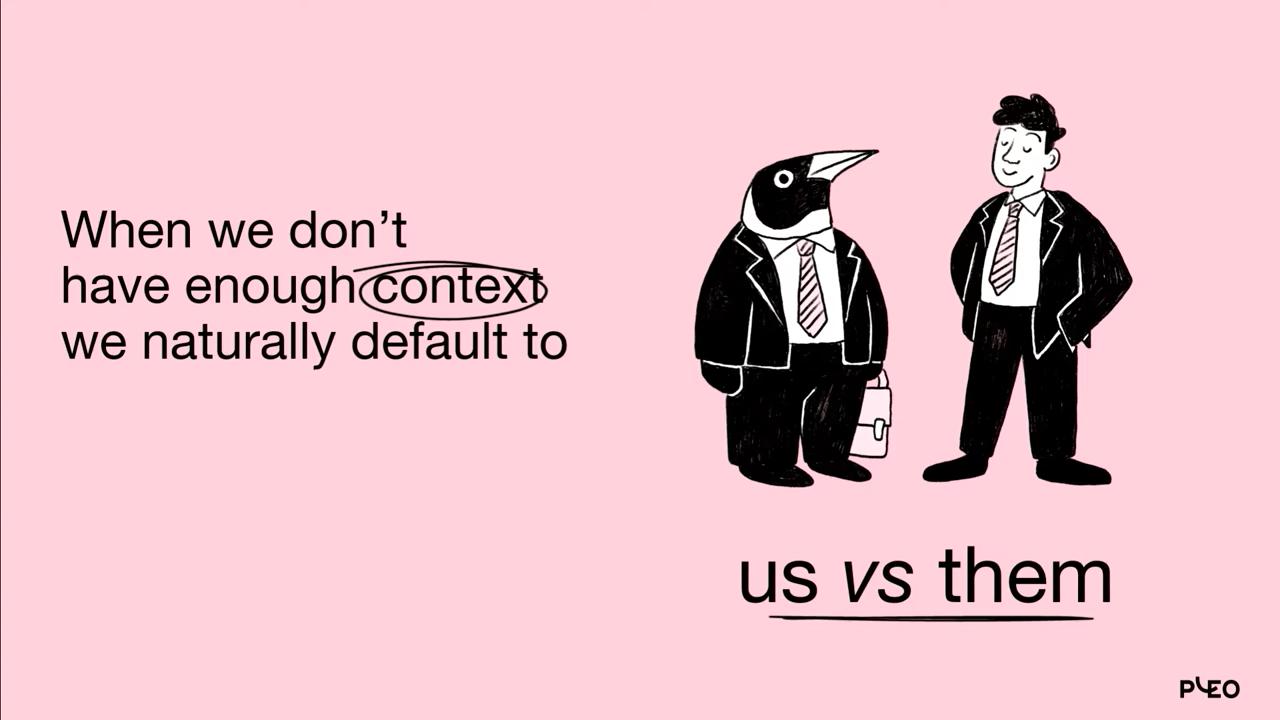 When we don't
have enough context
we naturally default to
us vs them
PLEO